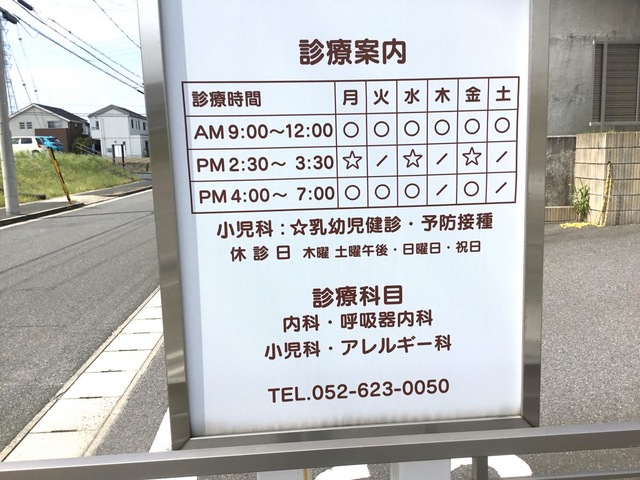 診療案内
診療時間 月 火 水 木 金 土
AM 9:00〜12:00 ○ ○ ○ ○ ○ ○
PM 2:30〜 3:30 ☆ / ☆ / ☆ /
PM 4:00〜 7:00 ○ ○ ○ / ○ /
小児科：☆乳幼児健診・予防接種
休診日 木曜 土曜午後・日曜日・祝日
診療科目
内科・呼吸器内科
小児科・アレルギー科
TEL.052-623-0050